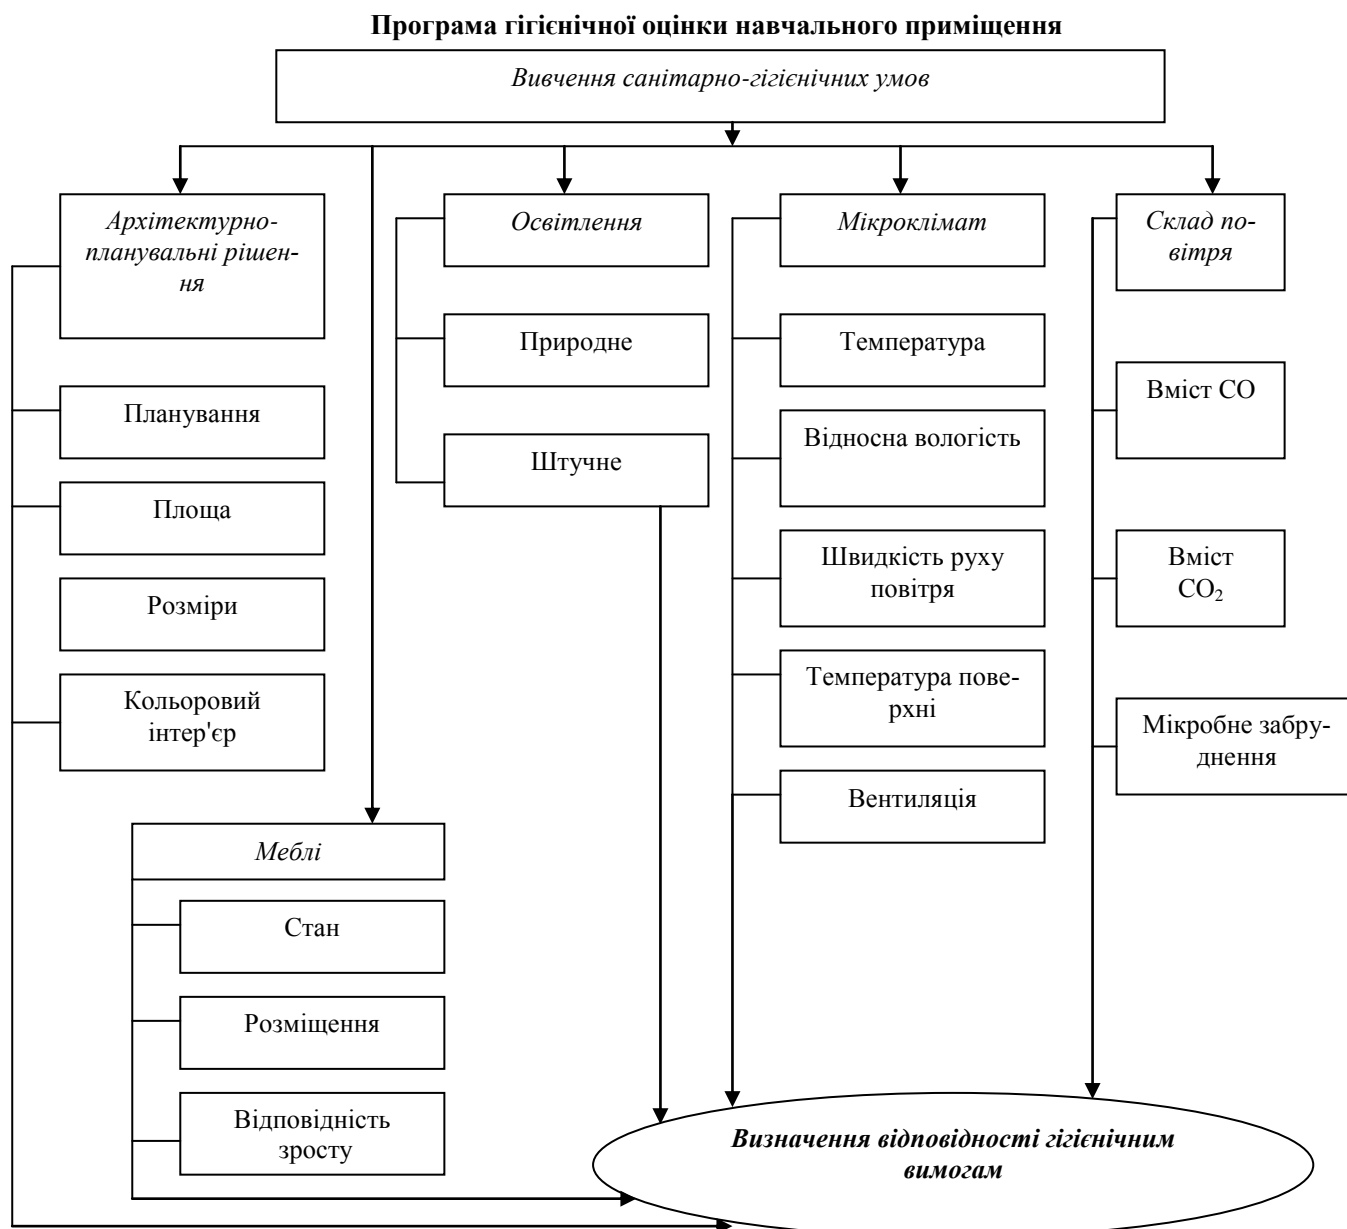 Програма гігієнічної оцінки навчального приміщення
Вивчення санітарно-гігієнічних умов
Архітектурно-
планувальні рішен-
ня
Планування
Площа
Розміри
Кольоровий
інтер'єр
Меблі
Стан
Розміщення
Відповідність
зросту
Освітлення
Природне
Штучне
Мікроклімат
Температура
Відносна вологість
Швидкість руху
повітря
Температура пове-
рхні
Вентиляція
Склад по-
вітря
Вміст СО
Вміст
СО₂
Мікробне забру-
днення
Визначення відповідності гігієнічним
вимогам